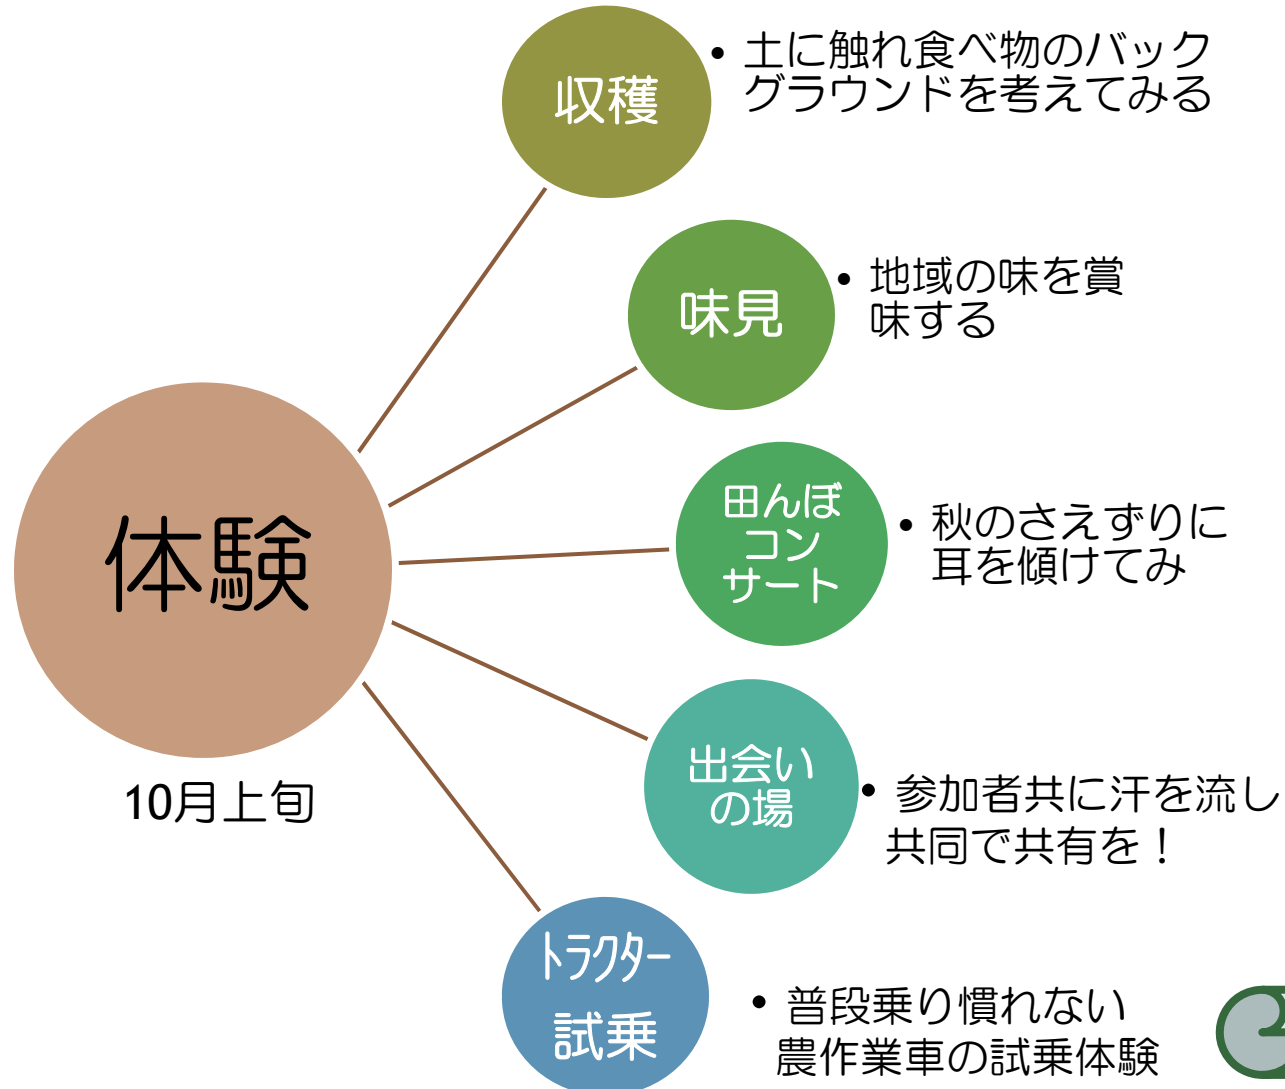 体験
10月上旬
収穫
• 土に触れ食べ物のバック
グラウンドを考えてみる
味見
• 地域の味を賞
味する
田んぼ
コン
サート
• 秋のさえずりに
耳を傾けてみ
出会い
の場
• 参加者共に汗を流し
共同で共有を！
ﾄﾗｸﾀｰ
試乗
• 普段乗り慣れない
農作業車の試乗体験